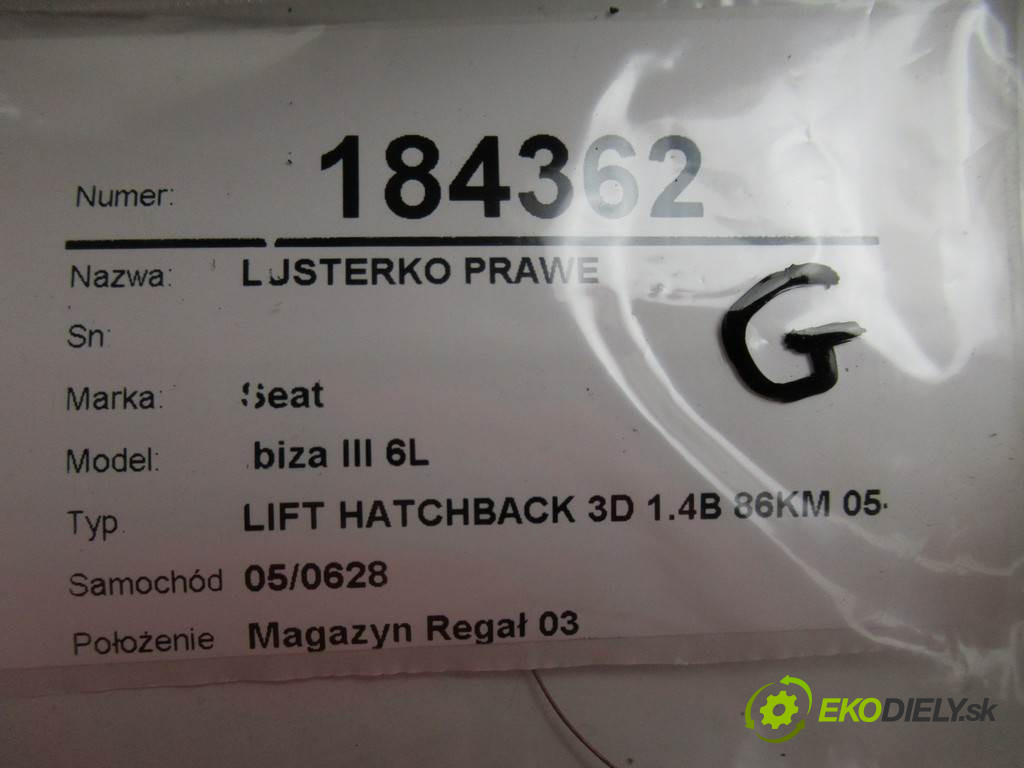 Numer: 184362
Nazwa: LUSTERKO PRAWE
Sn:
G
Marka: Seat
Model: biza III 6L
Typ. LIFT HATCHBACK 3D 1.4B 86KM 05-
Samochód 05/0628
Położenie Magazyn Regał 03
EKODIELY.sk